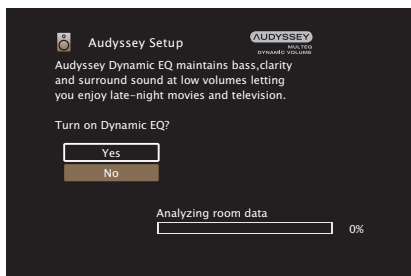 Audyssey Setup
AUDYSSEY
MULTEQ
DYNAMIC VOLUME
Audyssey Dynamic EQ maintains bass,clarity
and surround sound at low volumes letting
you enjoy late-night movies and television.
Turn on Dynamic EQ?
Yes
No
Analyzing room data
0%